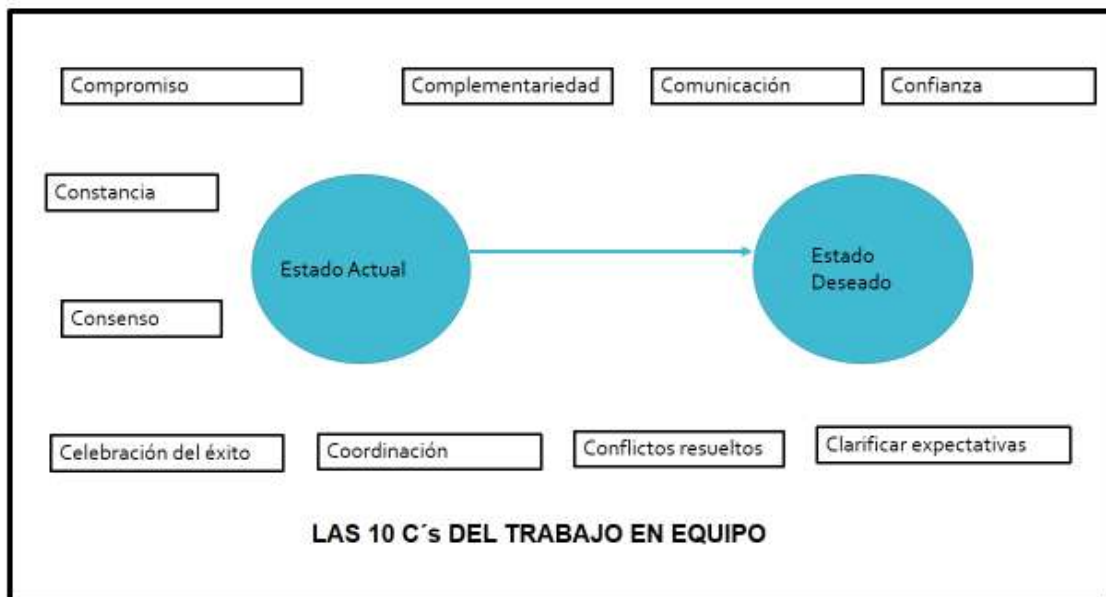 Compromiso
Complementariedad
Comunicación
Confianza
Constancia
Estado Actual
Estado
Deseado
Consenso
Celebración del éxito
Coordinación
Conflictos resueltos
Clarificar expectativas
LAS 10 C´s DEL TRABAJO EN EQUIPO